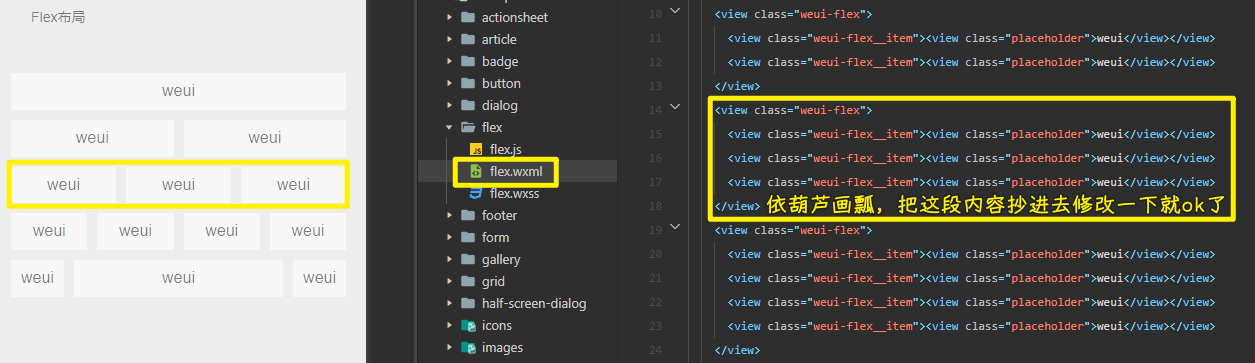 Flex布局
weui
weui
weui
weui
weui
weui
weui
weui
weui
weui
weui
weui
weui
actionsheet
article
badge
button
dialog
flex
flex.js
flex.wxml
flex.wxss
footer
form
gallery
grid
half-screen-dialog
icons
images
10 <view class="weui-flex">
11 <view class="weui-flex__item"><view class="placeholder">weui</view></view>
12 <view class="weui-flex__item"><view class="placeholder">weui</view></view>
13 </view>
14 <view class="weui-flex">
15 <view class="weui-flex__item"><view class="placeholder">weui</view></view>
16 <view class="weui-flex__item"><view class="placeholder">weui</view></view>
17 <view class="weui-flex__item"><view class="placeholder">weui</view></view>
18 </view>
依葫芦画瓢，把这段内容抄进去修改一下就ok了
19 <view class="weui-flex">
20 <view class="weui-flex__item"><view class="placeholder">weui</view></view>
21 <view class="weui-flex__item"><view class="placeholder">weui</view></view>
22 <view class="weui-flex__item"><view class="placeholder">weui</view></view>
23 <view class="weui-flex__item"><view class="placeholder">weui</view></view>
24 </view>